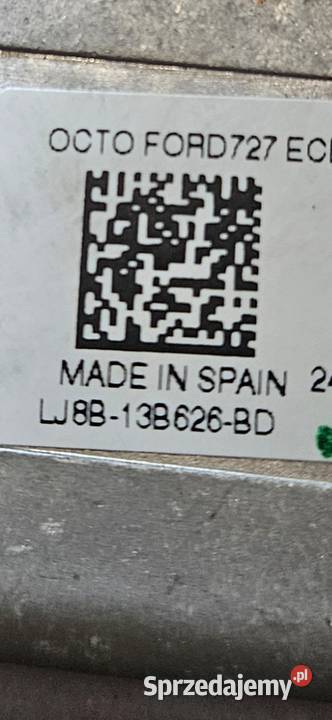 OCTO FORD727 EC
MADE IN SPAIN 24
LJ8B-13B626-BD
Sprzedajemy.pl